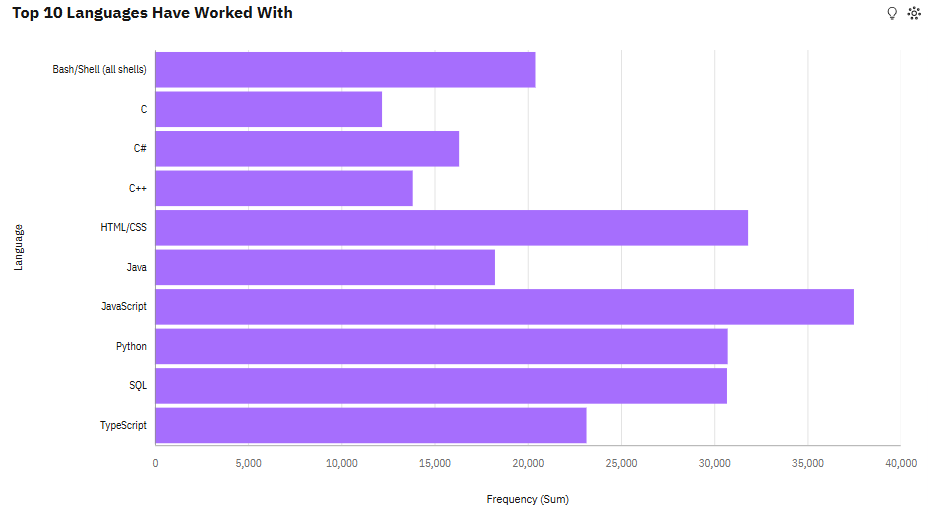 Top 10 Languages Have Worked With
Bash/Shell (all shells)
C
C#
C++
HTML/CSS
Java
JavaScript
Python
SQL
TypeScript
Language
0 5,000 10,000 15,000 20,000 25,000 30,000 35,000 40,000
Frequency (Sum)